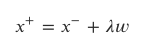 x⁺ = x⁻ + λw